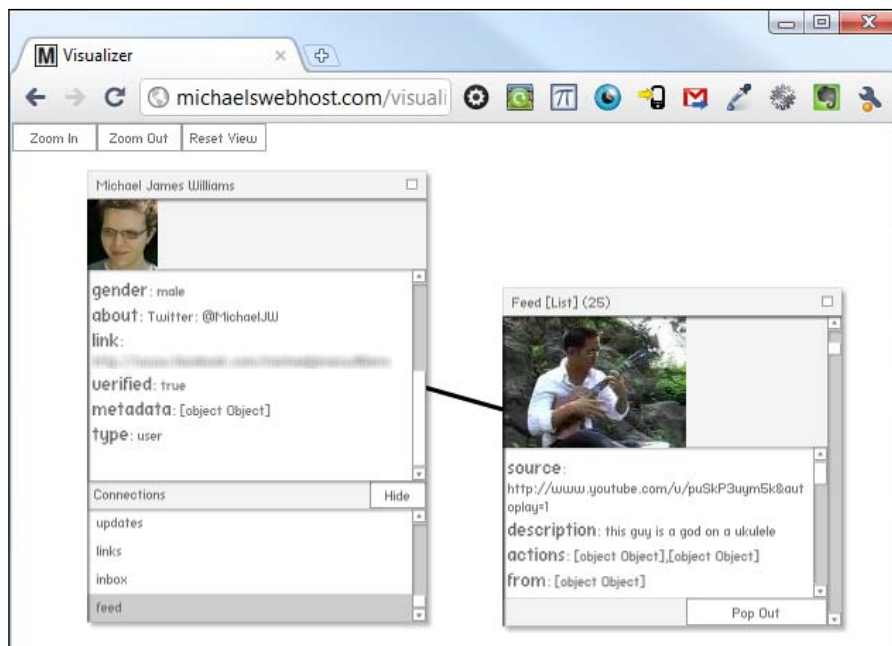 Visualizer
michaelswebhost.com/visuali
Zoom In
Zoom Out
Reset View
Michael James Williams
gender: male
about: Twitter: @MichaelJW
link:
verified: true
metadata: [object Object]
type: user
Connections
Hide
updates
links
inbox
feed
Feed [List] (25)
source:
http://www.youtube.com/v/puSkP3uym5k&aut
oplay=1
description: this guy is a god on a ukulele
actions: [object Object],[object Object]
from: [object Object]
Pop Out